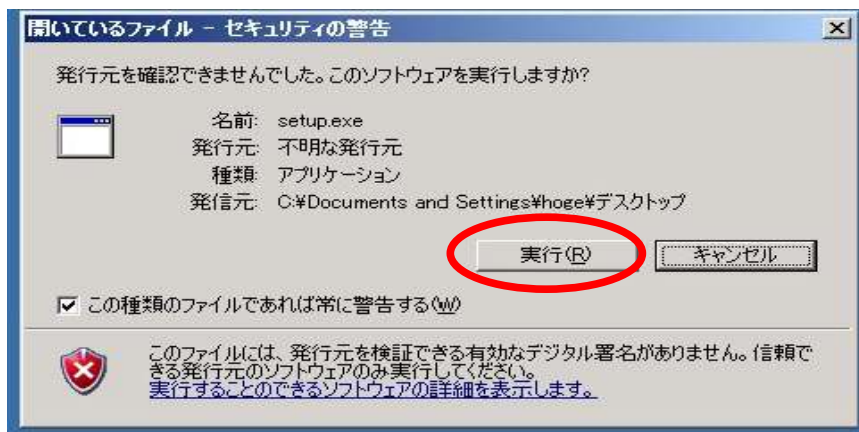 開いているファイル - セキュリティの警告
発行元を確認できませんでした。このソフトウェアを実行しますか?
名前: setup.exe
発行元: 不明な発行元
種類: アプリケーション
発信元: C:¥Documents and Settings¥hoge¥デスクトップ
実行(R) キャンセル
この種類のファイルであれば常に警告する(W)
このファイルには、発行元を検証できる有効なデジタル署名がありません。信頼で
きる発行元のソフトウェアのみ実行してください。
実行することのできるソフトウェアの詳細を表示します。